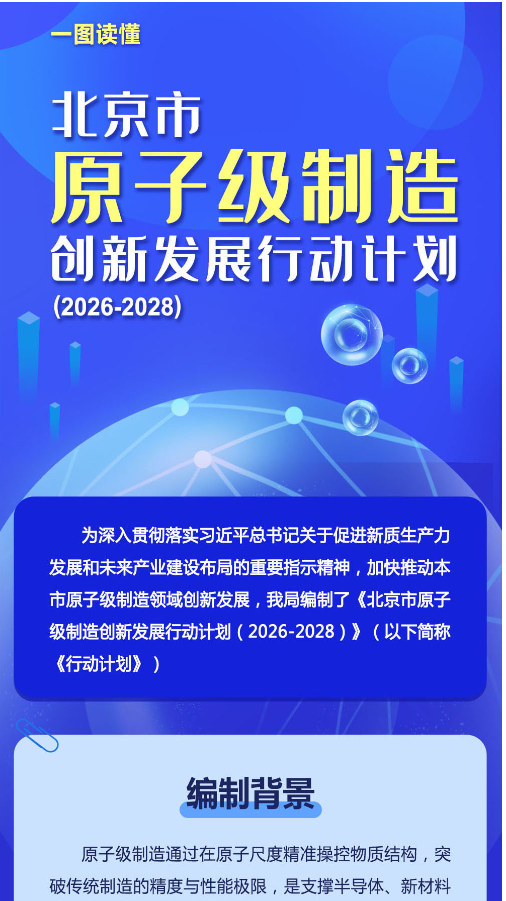 一图读懂
北京市
原子级制造
创新发展行动计划
(2026-2028)
为深入贯彻落实习近平总书记关于促进新质生产力
发展和未来产业建设布局的重要指示精神，加快推动本
市原子级制造领域创新发展，我局编制了《北京市原子
级制造创新发展行动计划（2026-2028）》（以下简称
《行动计划》）
编制背景
原子级制造通过在原子尺度精准操控物质结构，突
破传统制造的精度与性能极限，是支撑半导体、新材料